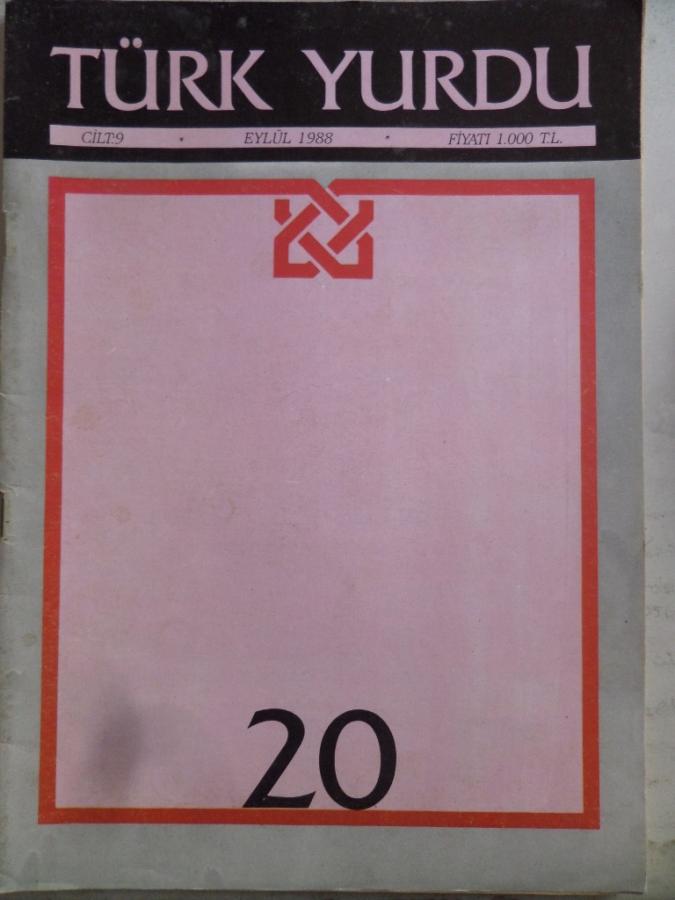 TÜRK YURDU
CİLT:9 • EYLÜL 1988 • FİYATI 1.000 T.L.
20